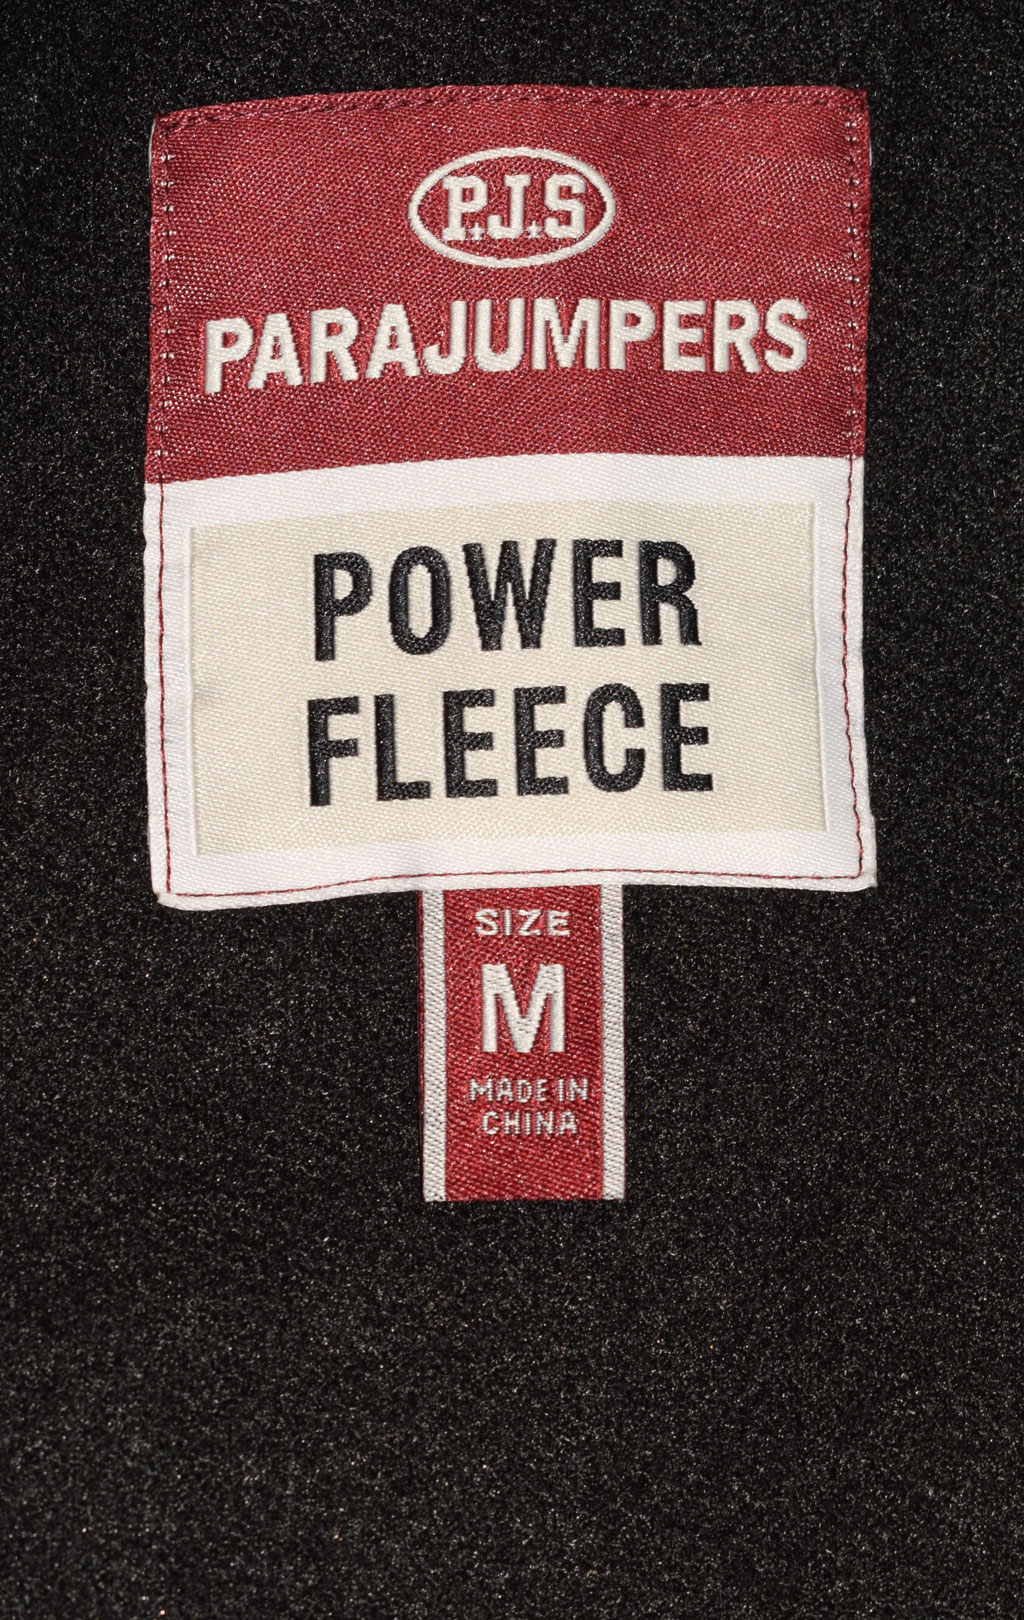 P.J.S
PARAJUMPERS
POWER
FLEECE
SIZE
M
MADE IN
CHINA